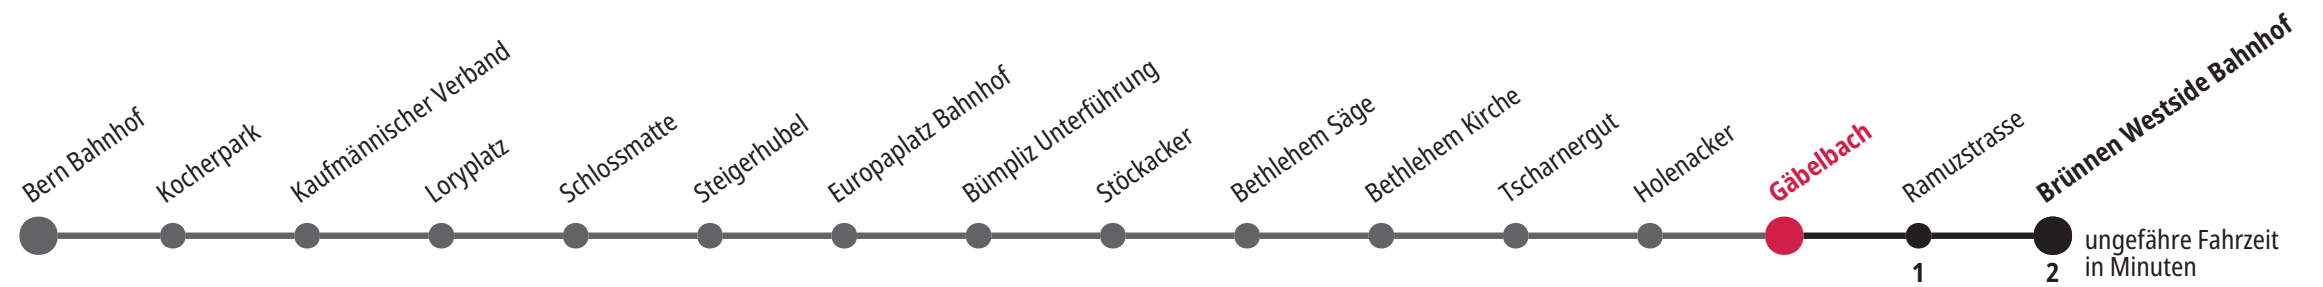 Bern Bahnhof
Kocherpark
Kaufmännischer Verband
Loryplatz
Schlossmatte
Steigerhubel
Europaplatz Bahnhof
Bümpliz Unterführung
Stöckacker
Bethlehem Säge
Bethlehem Kirche
Tscharnergut
Holenacker
Gäbelbach
Ramuzstrasse
Brünnen Westside Bahnhof
1
2
ungefähre Fahrzeit
in Minuten